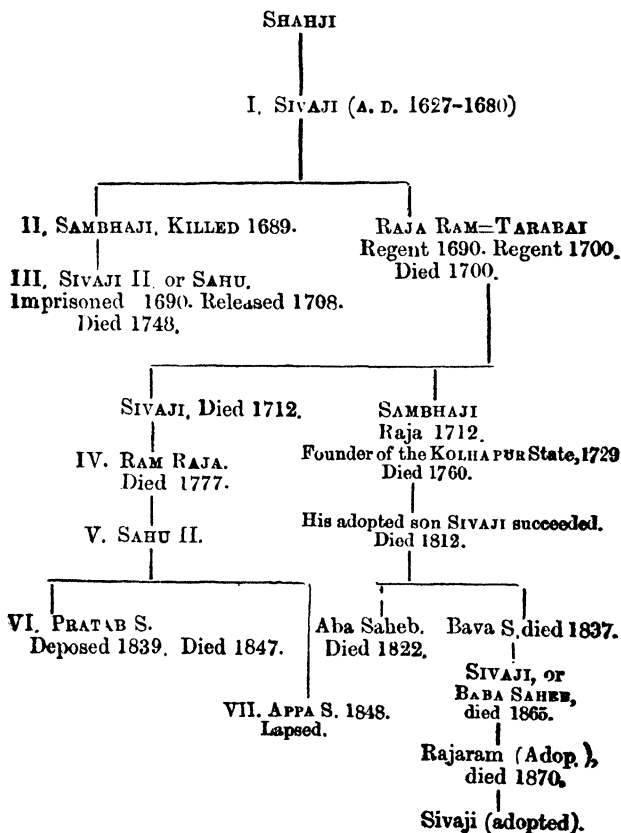 SHAHJI
I. SIVAJI (A. D. 1627-1680)
II. SAMBHAJI, KILLED 1689.
RAJA RAM=TARABAI
Regent 1690. Regent 1700.
Died 1700.
III. SIVAJI II. or SAHU.
Imprisoned 1690. Released 1708.
Died 1748.
SIVAJI, Died 1712.
SAMBHAJI
Raja 1712.
Founder of the KOLHAPUR State, 1729
Died 1760.
IV. RAM RAJA.
Died 1777.
His adopted son SIVAJI succeeded.
Died 1812.
V. SAHU II.
VI. PRATAB S.
Deposed 1839. Died 1847.
Aba Saheb.
Died 1822.
Bava S. died 1837.
VII. APPA S. 1848.
Lapsed.
SIVAJI, or
BABA SAHEB,
died 1865.
Rajaram (Adop.),
died 1870.
Sivaji (adopted).